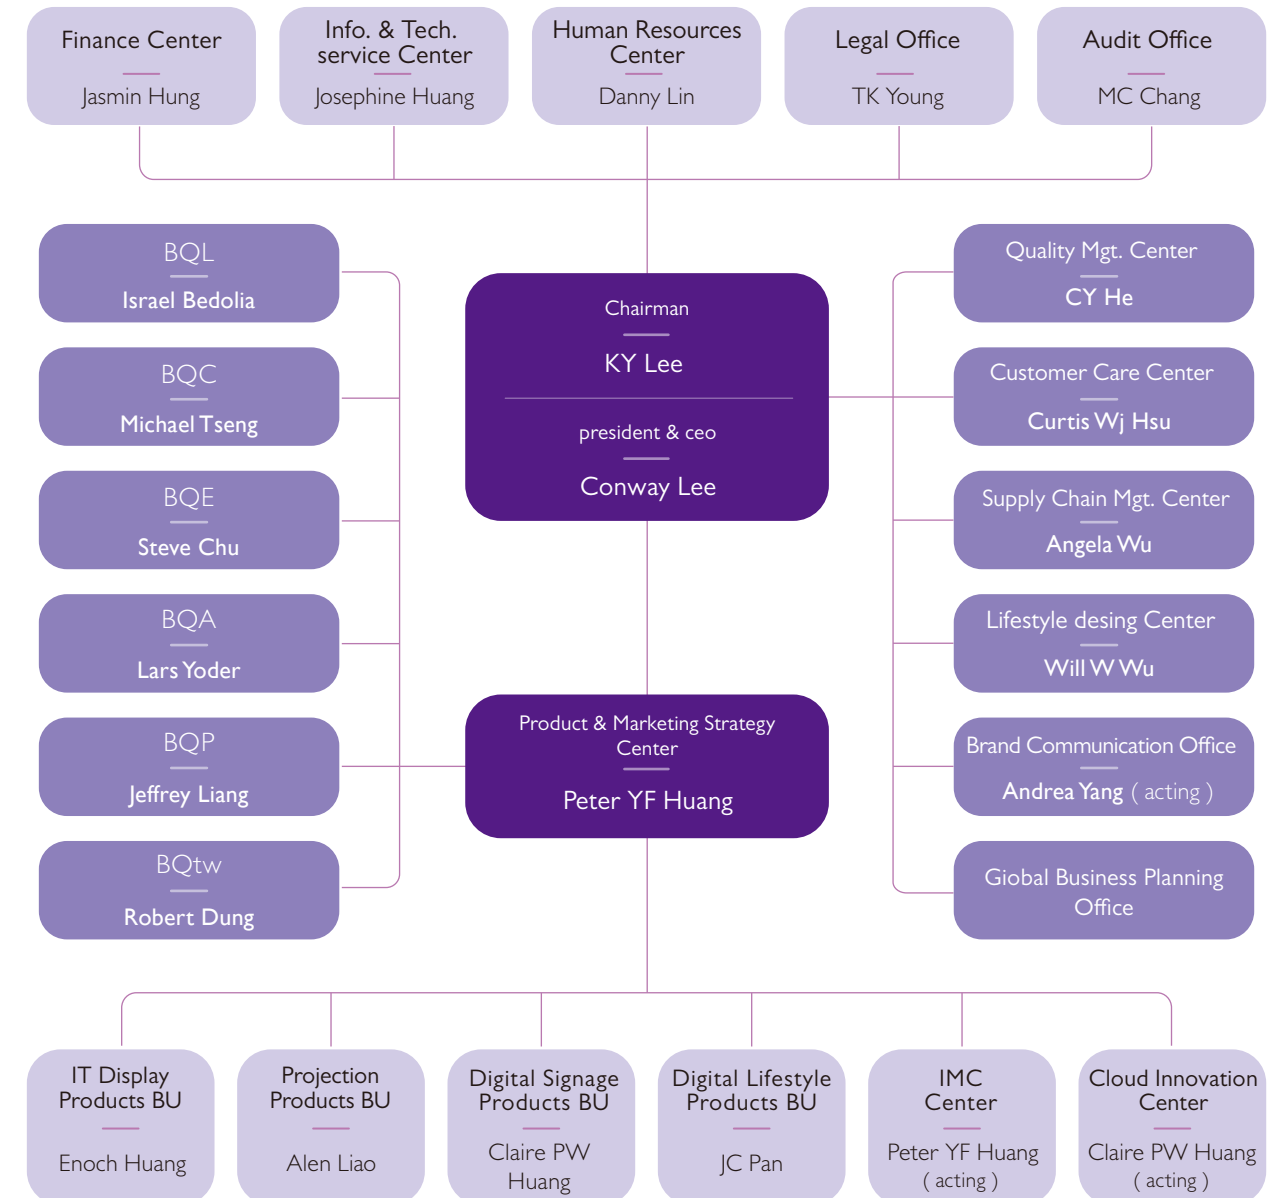 Finance Center
Jasmin Hung
Info. & Tech.
service Center
Josephine Huang
Human Resources
Center
Danny Lin
Legal Office
TK Young
Audit Office
MC Chang
BQL
Israel Bedolia
BQC
Michael Tseng
BQE
Steve Chu
BQA
Lars Yoder
BQP
Jeffrey Liang
BQtw
Robert Dung
Chairman
KY Lee
president & ceo
Conway Lee
Product & Marketing Strategy
Center
Peter YF Huang
Quality Mgt. Center
CY He
Customer Care Center
Curtis Wj Hsu
Supply Chain Mgt. Center
Angela Wu
Lifestyle desing Center
Will W Wu
Brand Communication Office
Andrea Yang ( acting )
Giobal Business Planning
Office
IT Display
Products BU
Enoch Huang
Projection
Products BU
Alen Liao
Digital Signage
Products BU
Claire PW
Huang
Digital Lifestyle
Products BU
JC Pan
IMC
Center
Peter YF Huang
( acting )
Cloud Innovation
Center
Claire PW Huang
( acting )